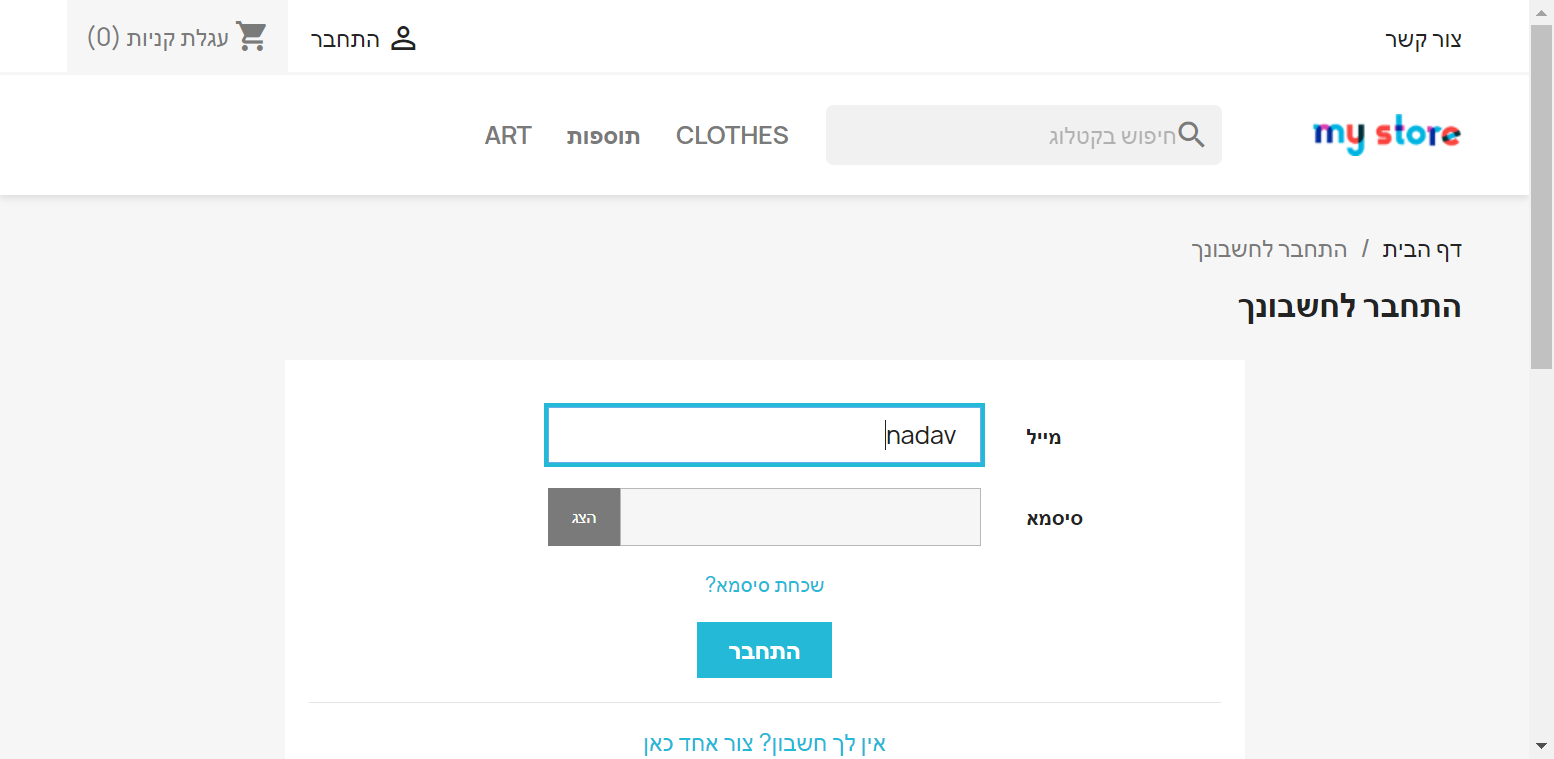 צור קשר
התחבר
עגלת קניות (0)
my store
חיפוש בקטלוג
CLOTHES
תוספות
ART
דף הבית / התחבר לחשבונך
התחבר לחשבונך
מייל
nadav
סיסמא
הצג
שכחת סיסמא?
התחבר
אין לך חשבון? צור אחד כאן